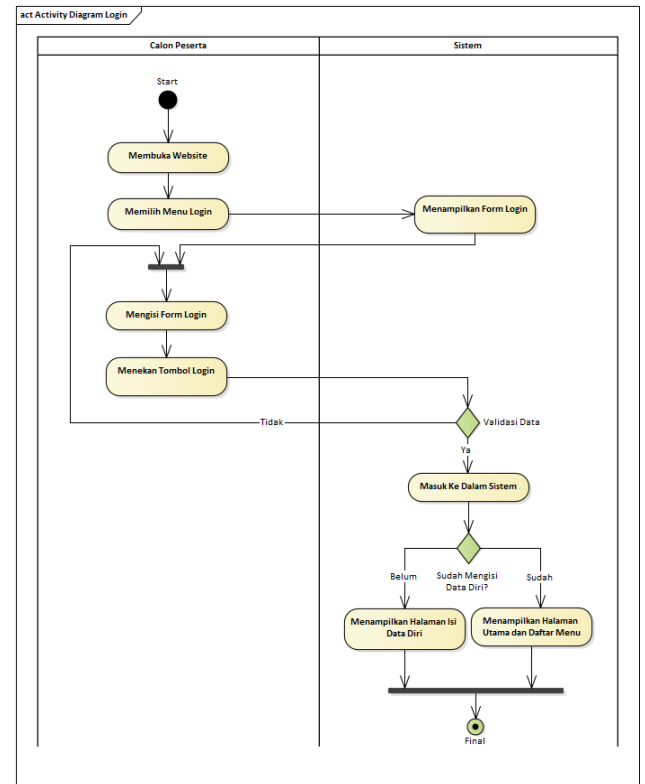 act Activity Diagram Login
Calon Peserta
Sistem
Start
Membuka Website
Memilih Menu Login
Menampilkan Form Login
Mengisi Form Login
Menekan Tombol Login
Tidak
Validasi Data
Ya
Masuk Ke Dalam Sistem
Belum
Sudah Mengisi
Data Diri?
Sudah
Menampilkan Halaman Isi
Data Diri
Menampilkan Halaman
Utama dan Daftar Menu
Final